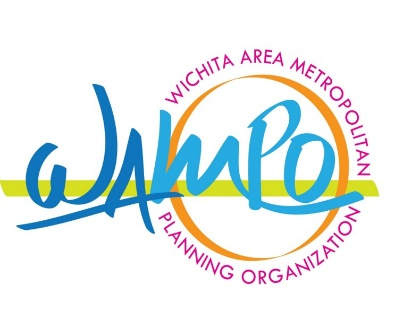 WICHITA AREA METROPOLITAN
WAMPO
PLANNING ORGANIZATION